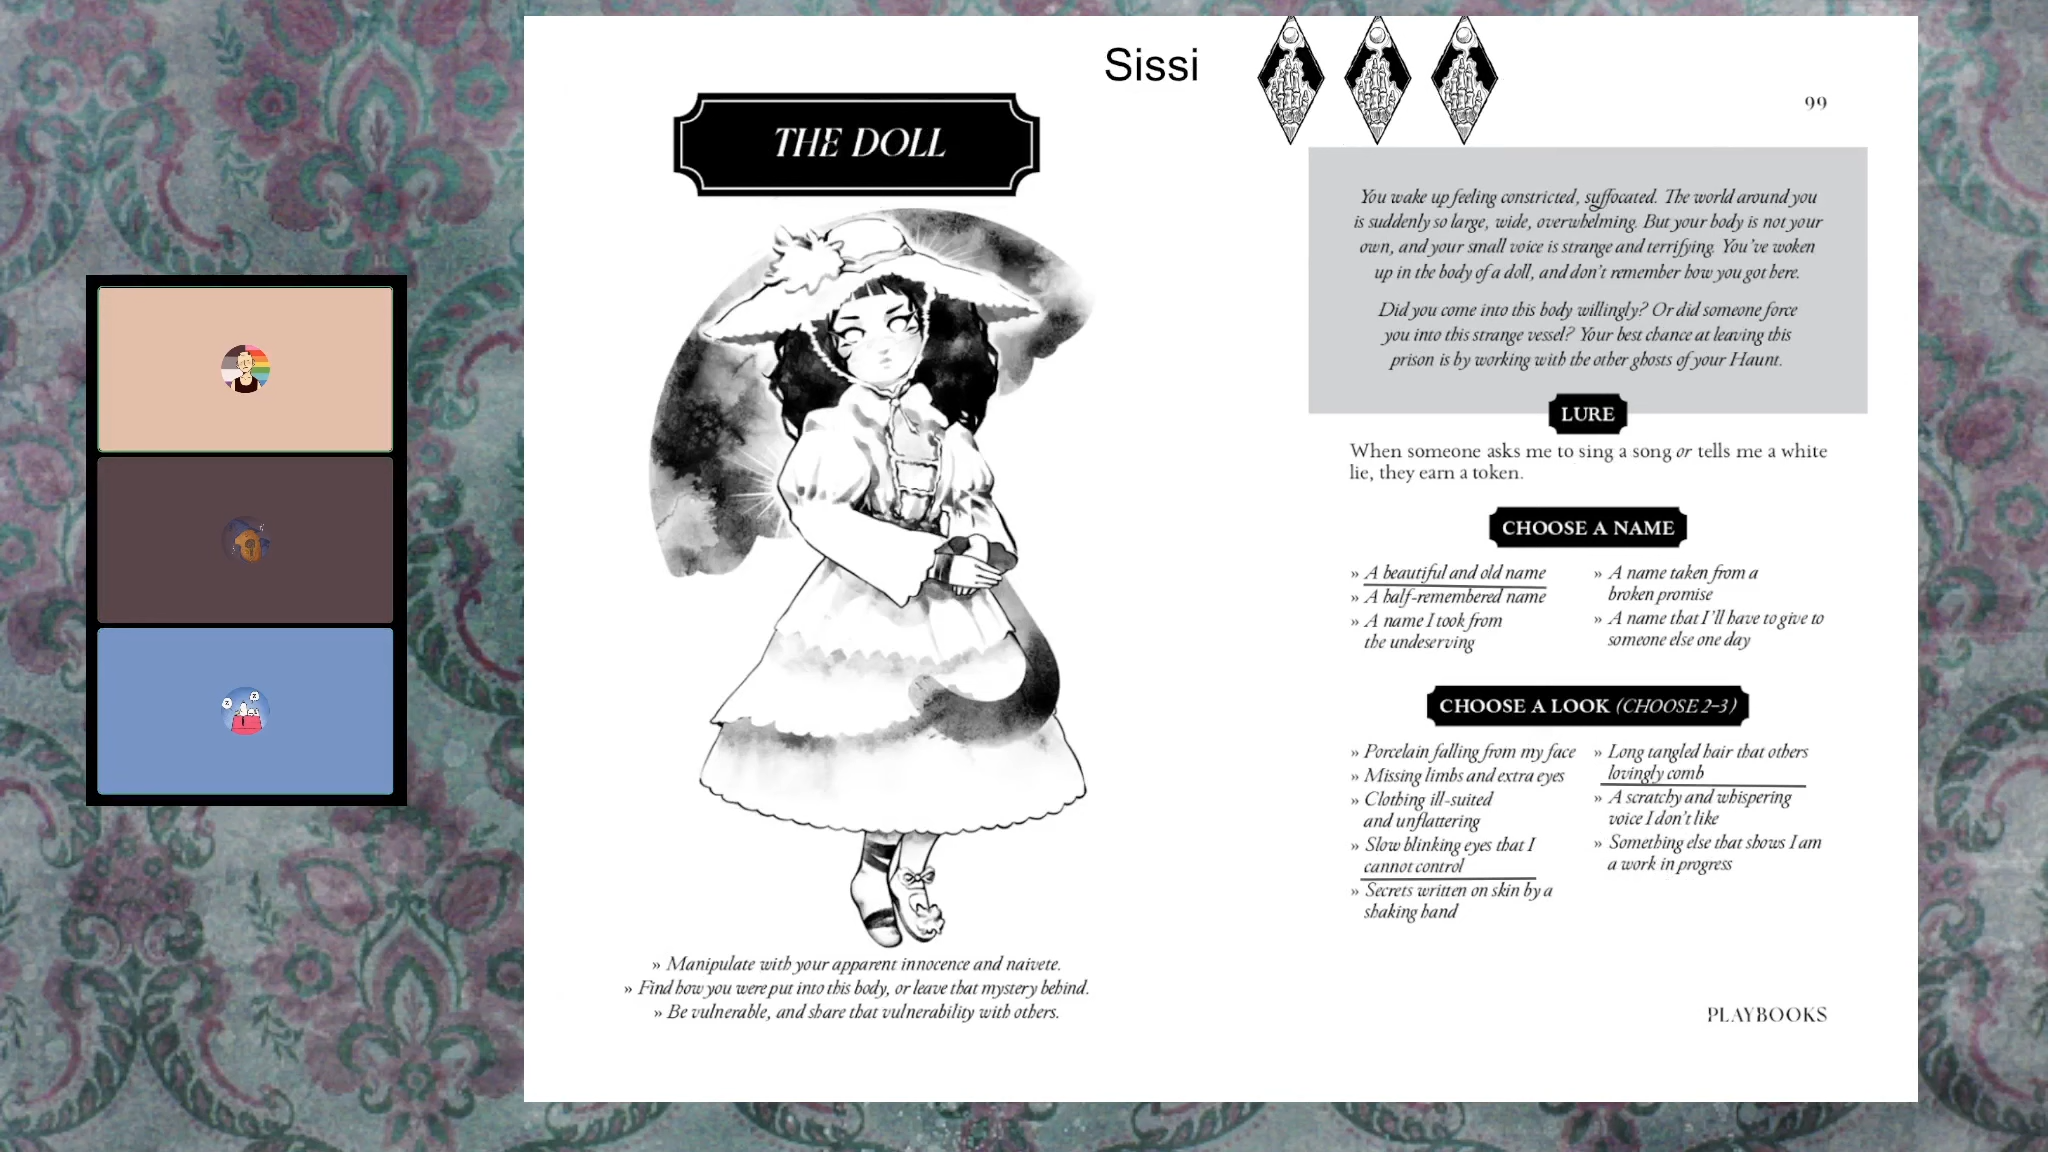 Sissi
THE DOLL
99
You wake up feeling constricted, suffocated. The world around you
is suddenly so large, wide, overwhelming. But your body is not your
own, and your small voice is strange and terrifying. You've woken
up in the body of a doll, and don't remember how you got here.
Did you come into this body willingly? Or did someone force
you into this strange vessel? Your best chance at leaving this
prison is by working with the other ghosts of your Haunt.
LURE
When someone asks me to sing a song or tells me a white
lie, they earn a token.
CHOOSE A NAME
» A beautiful and old name
» A half-remembered name
» A name I took from
the undeserving
» A name taken from a
broken promise
» A name that I'll have to give to
someone else one day
CHOOSE A LOOK (CHOOSE 2–3)
» Porcelain falling from my face
» Missing limbs and extra eyes
» Clothing ill-suited
and unflattering
» Slow blinking eyes that I
cannot control
» Secrets written on skin by a
shaking hand
» Long tangled hair that others
lovingly comb
» A scratchy and whispering
voice I don't like
» Something else that shows I am
a work in progress
» Manipulate with your apparent innocence and naivete.
» Find how you were put into this body, or leave that mystery behind.
» Be vulnerable, and share that vulnerability with others.
PLAYBOOKS
z
z